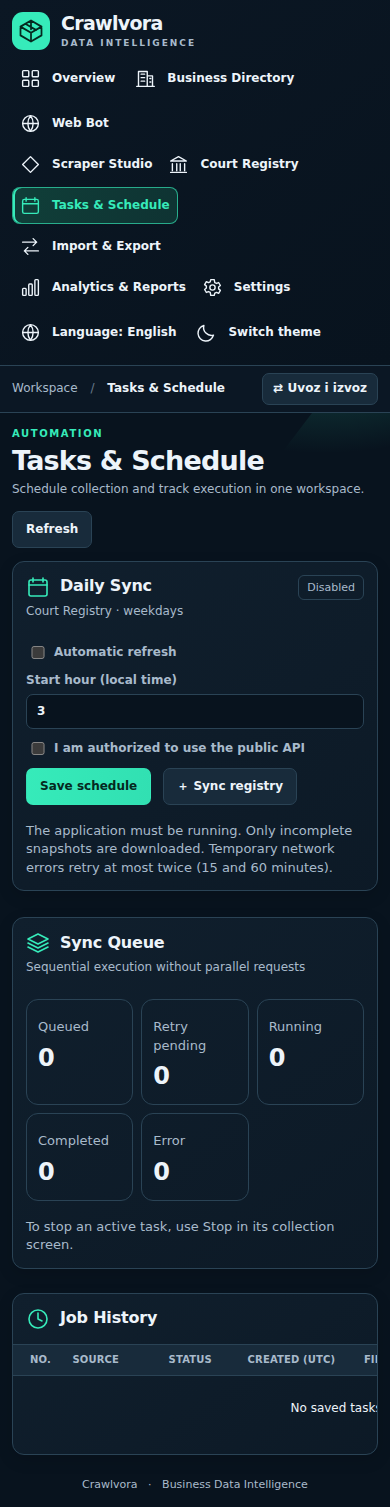 Crawlvora
DATA INTELLIGENCE
Overview
Business Directory
Web Bot
Scraper Studio
Court Registry
Tasks & Schedule
Import & Export
Analytics & Reports
Settings
Language: English
Switch theme
Workspace / Tasks & Schedule
⇄ Uvoz i izvoz
AUTOMATION
Tasks & Schedule
Schedule collection and track execution in one workspace.
Refresh
Daily Sync
Disabled
Court Registry · weekdays
Automatic refresh
Start hour (local time)
3
I am authorized to use the public API
Save schedule
+ Sync registry
The application must be running. Only incomplete
snapshots are downloaded. Temporary network
errors retry at most twice (15 and 60 minutes).
Sync Queue
Sequential execution without parallel requests
Queued
0
Retry
pending
0
Running
0
Completed
0
Error
0
To stop an active task, use Stop in its collection
screen.
Job History
NO. SOURCE STATUS CREATED (UTC)
No saved tasks
Crawlvora · Business Data Intelligence